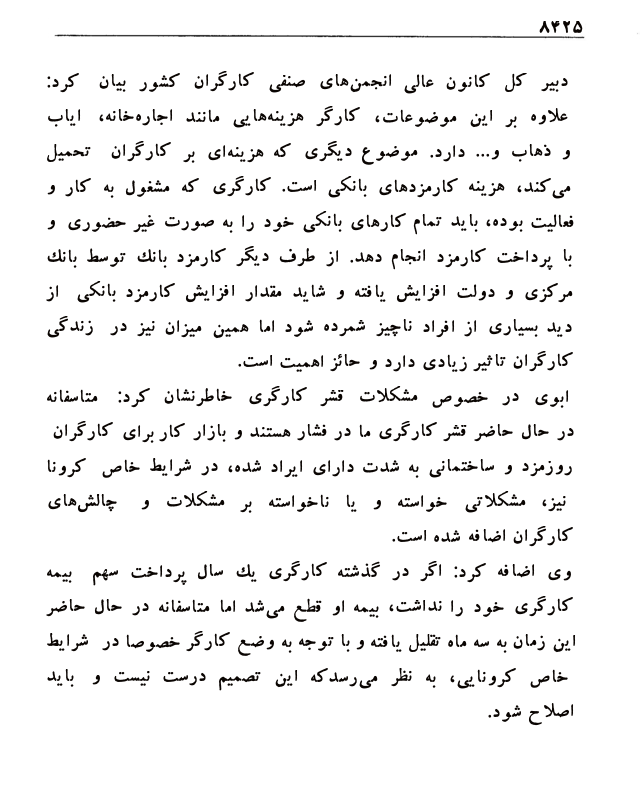 ۸۴۲۵
دبیر کل کانون عالی انجمن‌های صنفی کارگران کشور بیان کرد:
علاوه بر این موضوعات، کارگر هزینه‌هایی مانند اجاره‌خانه، ایاب
و ذهاب و... دارد. موضوع دیگری که هزینه‌ای بر کارگران تحمیل
می‌کند، هزینه کارمزدهای بانکی است. کارگری که مشغول به کار و
فعالیت بوده، باید تمام کارهای بانکی خود را به صورت غیر حضوری و
با پرداخت کارمزد انجام دهد. از طرف دیگر کارمزد بانك توسط بانك
مرکزی و دولت افزایش یافته و شاید مقدار افزایش کارمزد بانکی از
دید بسیاری از افراد ناچیز شمرده شود اما همین میزان نیز در زندگی
کارگران تاثیر زیادی دارد و حائز اهمیت است.
ابوی در خصوص مشکلات قشر کارگری خاطرنشان کرد: متاسفانه
در حال حاضر قشر کارگری ما در فشار هستند و بازار کار برای کارگران
روزمزد و ساختمانی به شدت دارای ایراد شده، در شرایط خاص کرونا
نیز، مشکلاتی خواسته و یا ناخواسته بر مشکلات و چالش‌های
کارگران اضافه شده است.
وی اضافه کرد: اگر در گذشته کارگری يك سال پرداخت سهم بیمه
کارگری خود را نداشت، بیمه او قطع می‌شد اما متاسفانه در حال حاضر
این زمان به سه ماه تقلیل یافته و با توجه به وضع کارگر خصوصا در شرایط
خاص کرونایی، به نظر می‌رسدکه این تصمیم درست نیست و باید
اصلاح شود.